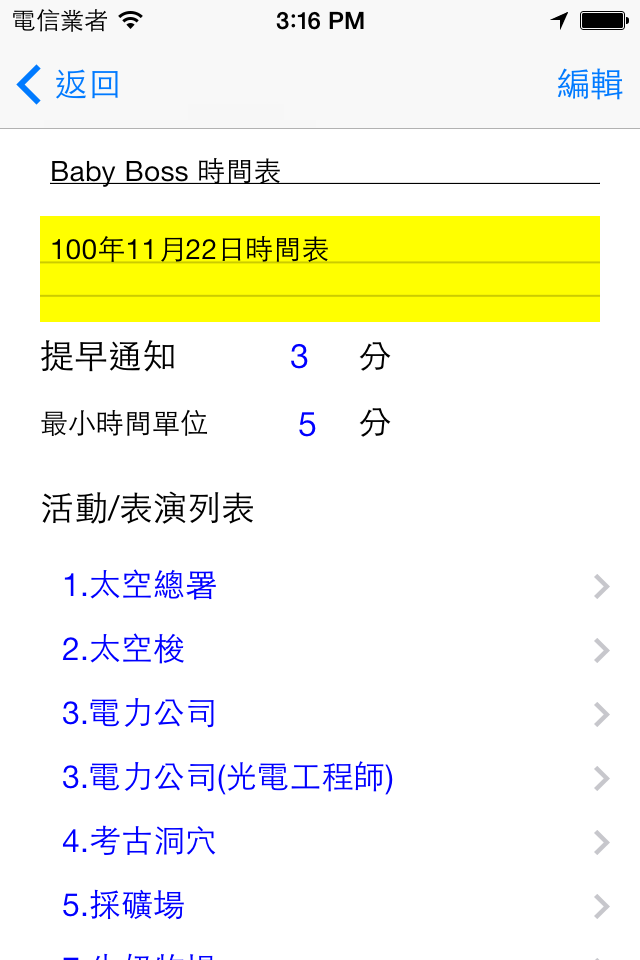 電信業者 3:16 PM
返回 編輯
Baby Boss 時間表
100年11月22日時間表
提早通知 3 分
最小時間單位 5 分
活動/表演列表
1.太空總署
2.太空梭
3.電力公司
3.電力公司(光電工程師)
4.考古洞穴
5.採礦場